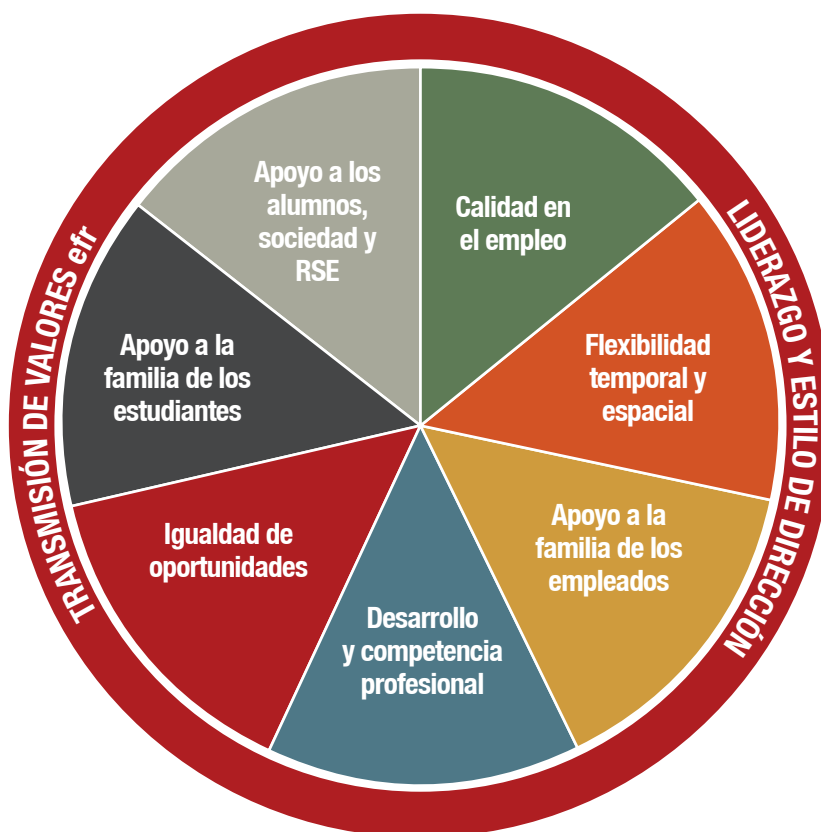 Apoyo a los
alumnos,
sociedad y
RSE
Calidad en
el empleo
Flexibilidad
temporal y
espacial
Apoyo a la
familia de los
empleados
Desarrollo
y competencia
profesional
Igualdad de
oportunidades
Apoyo a la
familia de los
estudiantes
TRANSMISIÓN DE VALORES efr
LIDERAZGO Y ESTILO DE DIRECCIÓN